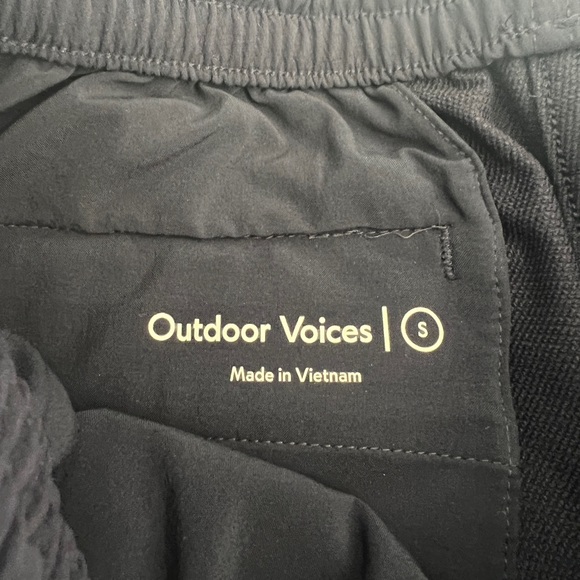 Outdoor Voices | S
Made in Vietnam